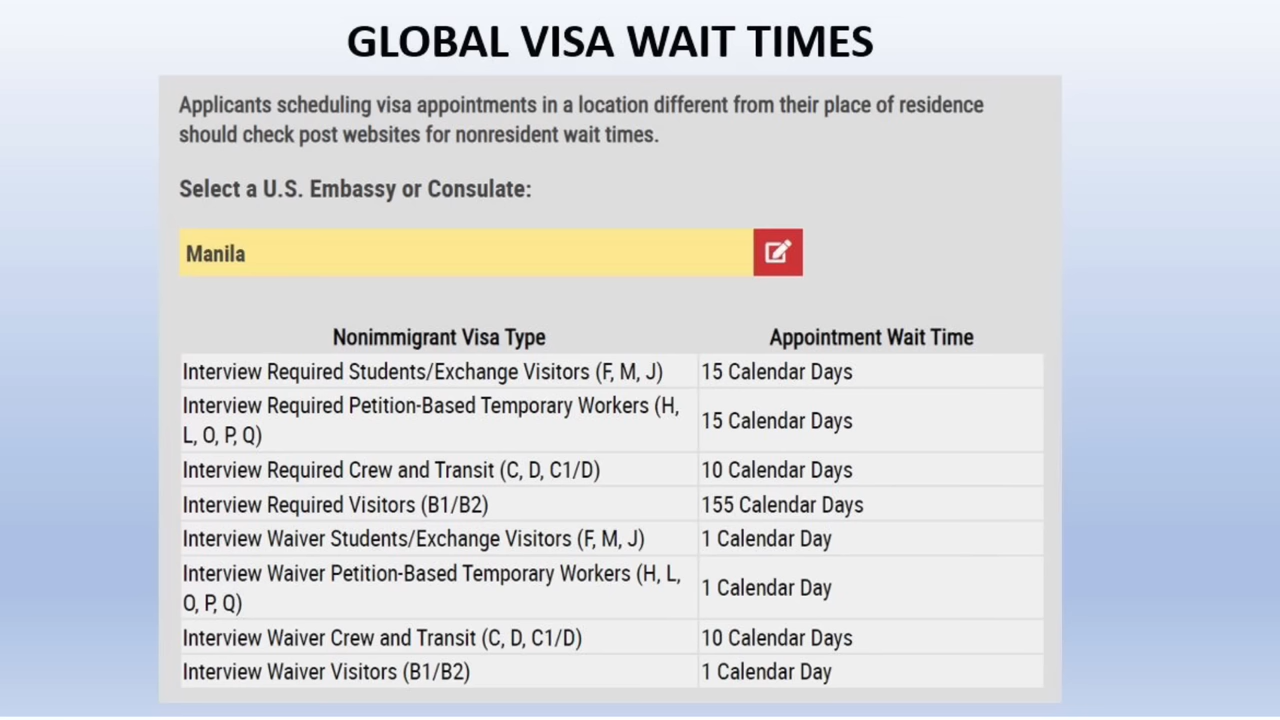 GLOBAL VISA WAIT TIMES
Applicants scheduling visa appointments in a location different from their place of residence
should check post websites for nonresident wait times.
Select a U.S. Embassy or Consulate:
Manila
Nonimmigrant Visa Type Appointment Wait Time
Interview Required Students/Exchange Visitors (F, M, J) 15 Calendar Days
Interview Required Petition-Based Temporary Workers (H,
L, O, P, Q) 15 Calendar Days
Interview Required Crew and Transit (C, D, C1/D) 10 Calendar Days
Interview Required Visitors (B1/B2) 155 Calendar Days
Interview Waiver Students/Exchange Visitors (F, M, J) 1 Calendar Day
Interview Waiver Petition-Based Temporary Workers (H, L,
O, P, Q) 1 Calendar Day
Interview Waiver Crew and Transit (C, D, C1/D) 10 Calendar Days
Interview Waiver Visitors (B1/B2) 1 Calendar Day